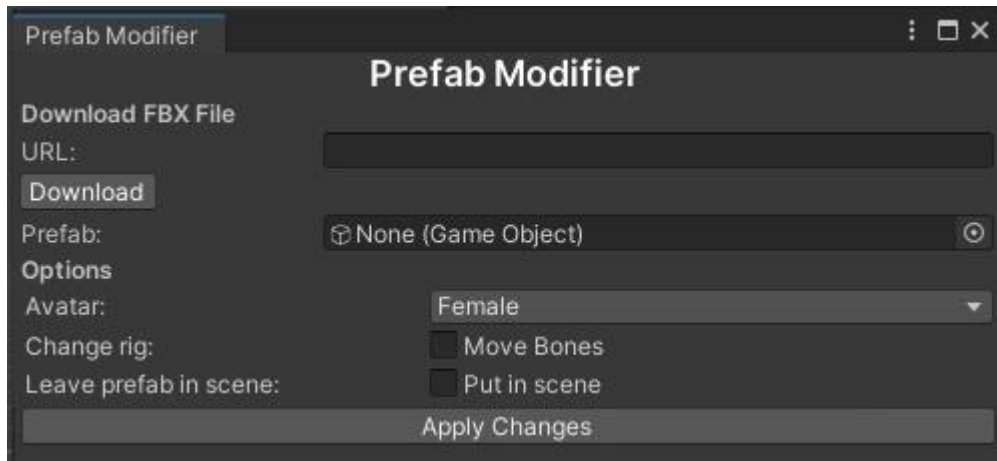 Prefab Modifier
Prefab Modifier
Download FBX File
URL:
Download
Prefab: None (Game Object)
Options
Avatar: Female
Change rig: Move Bones
Leave prefab in scene: Put in scene
Apply Changes